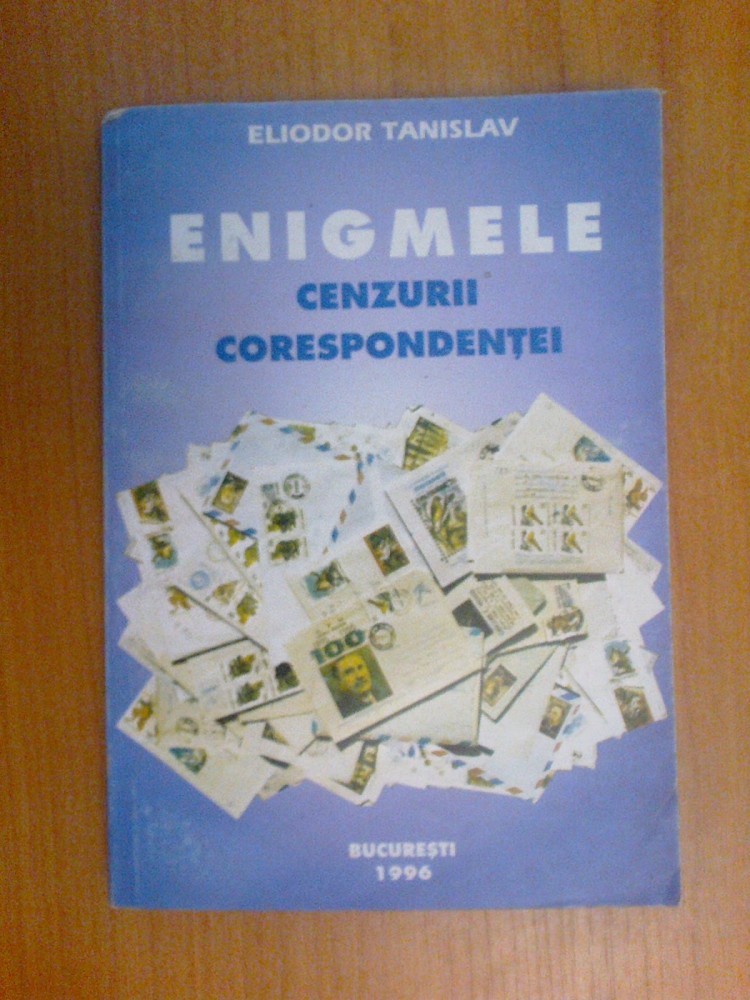 ELIODOR TANISLAV
ENIGMELE
CENZURII
CORESPONDENȚEI
100
BUCUREȘTI
1996